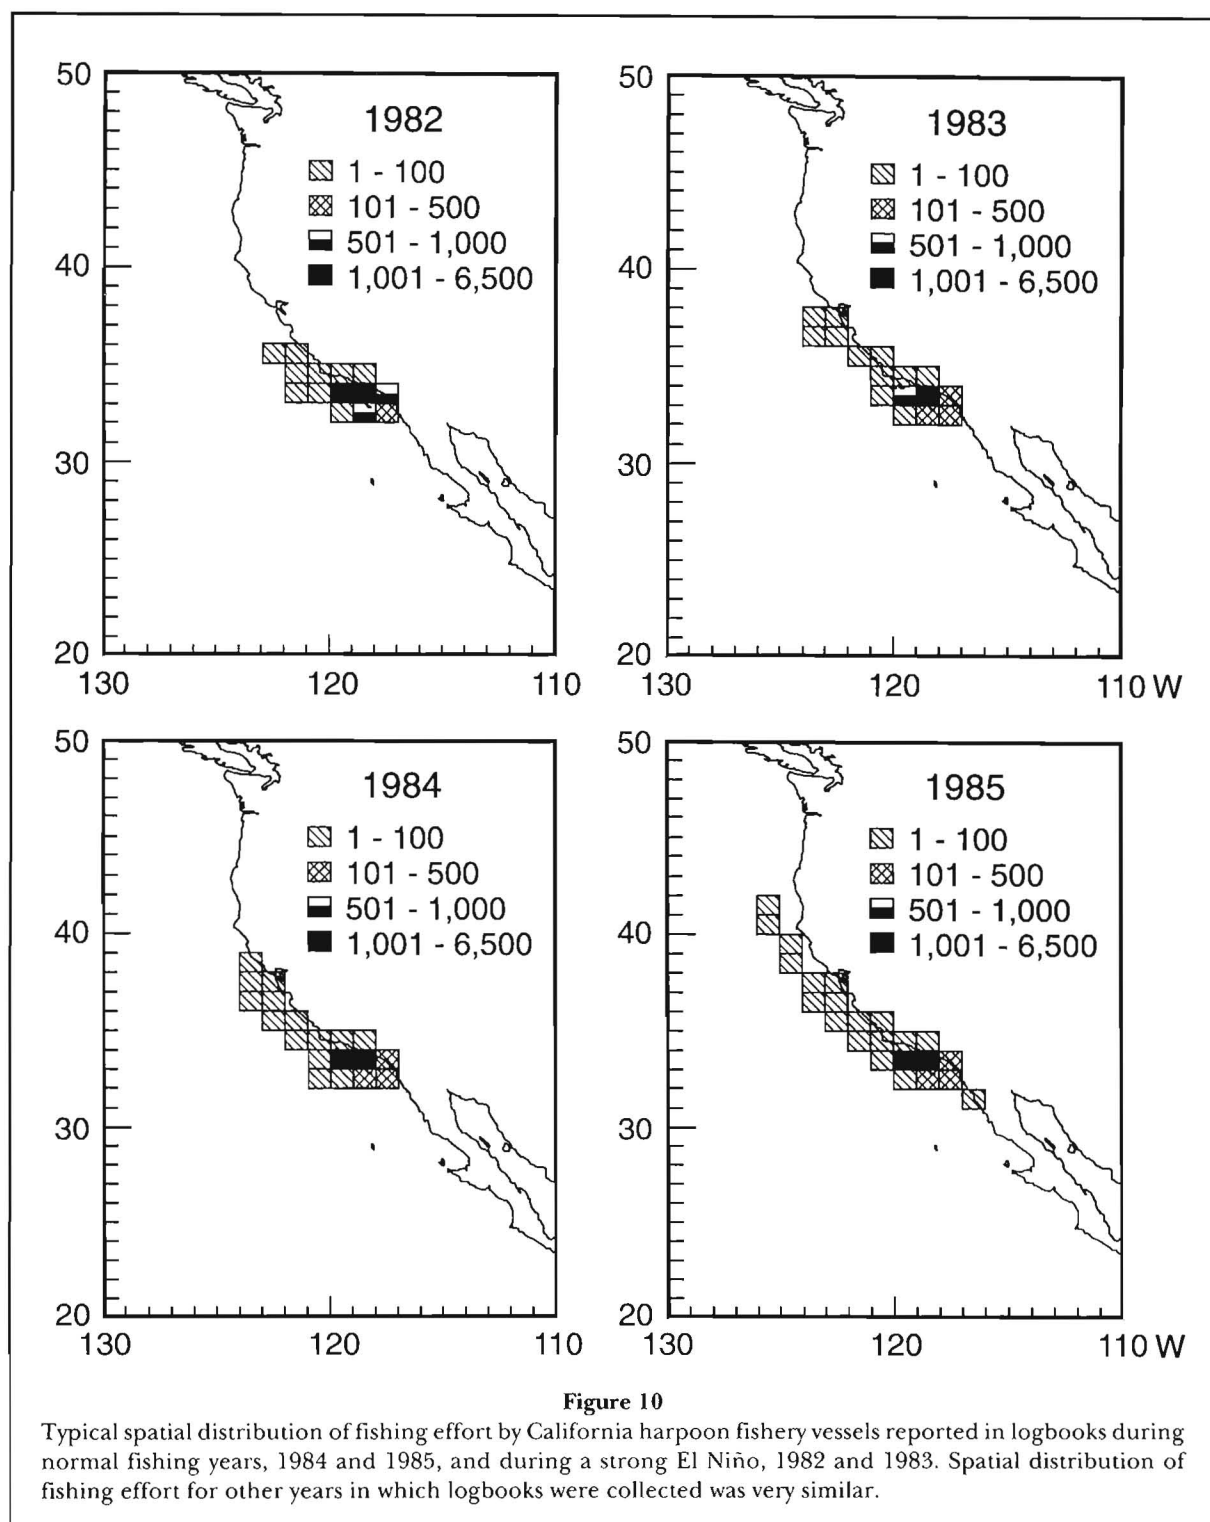 50
40
30
20
130
120
110
1982
1 - 100
101 - 500
501 - 1,000
1,001 - 6,500
50
40
30
20
130
120
110 W
1983
1 - 100
101 - 500
501 - 1,000
1,001 - 6,500
50
40
30
20
130
120
110
1984
1 - 100
101 - 500
501 - 1,000
1,001 - 6,500
50
40
30
20
130
120
110 W
1985
1 - 100
101 - 500
501 - 1,000
1,001 - 6,500
Figure 10
Typical spatial distribution of fishing effort by California harpoon fishery vessels reported in logbooks during
normal fishing years, 1984 and 1985, and during a strong El Niño, 1982 and 1983. Spatial distribution of
fishing effort for other years in which logbooks were collected was very similar.